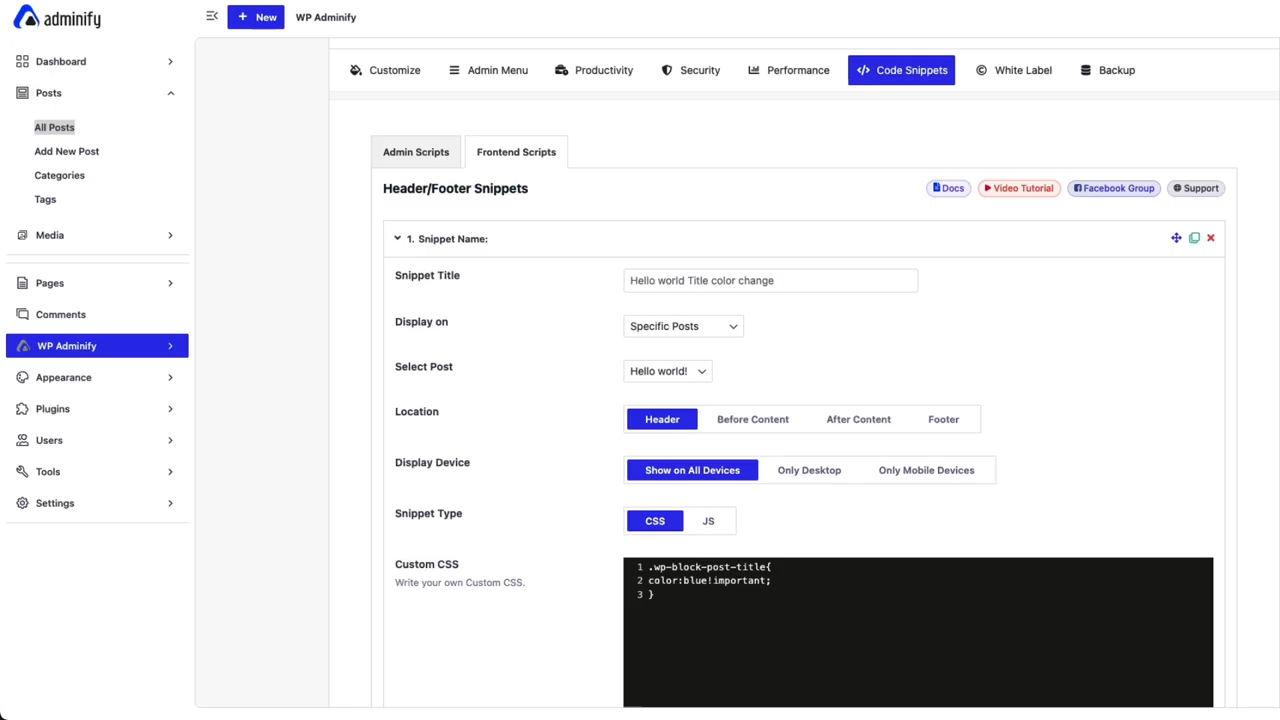 adminify
New
WP Adminify
Dashboard
Posts
All Posts
Add New Post
Categories
Tags
Media
Pages
Comments
WP Adminify
Appearance
Plugins
Users
Tools
Settings
Customize
Admin Menu
Productivity
Security
Performance
</> Code Snippets
White Label
Backup
Admin Scripts
Frontend Scripts
Header/Footer Snippets
Docs
Video Tutorial
Facebook Group
Support
1. Snippet Name:
Snippet Title
Hello world Title color change
Display on
Specific Posts
Select Post
Hello world!
Location
Header
Before Content
After Content
Footer
Display Device
Show on All Devices
Only Desktop
Only Mobile Devices
Snippet Type
CSS
JS
Custom CSS
Write your own Custom CSS.
1 .wp-block-post-title{
2 color:blue!important;
3 }